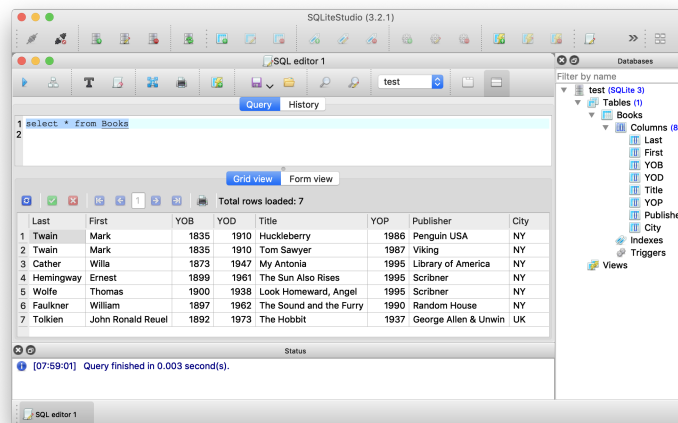 SQLiteStudio (3.2.1)
SQL editor 1
test
Query History
1 select * from Books
2
Grid view Form view
1 Total rows loaded: 7
Last First YOB YOD Title YOP Publisher City
1 Twain Mark 1835 1910 Huckleberry 1986 Penguin USA NY
2 Twain Mark 1835 1910 Tom Sawyer 1987 Viking NY
3 Cather Willa 1873 1947 My Antonia 1995 Library of America NY
4 Hemingway Ernest 1899 1961 The Sun Also Rises 1995 Scribner NY
5 Wolfe Thomas 1900 1938 Look Homeward, Angel 1995 Scribner NY
6 Faulkner William 1897 1962 The Sound and the Furry 1990 Random House NY
7 Tolkien John Ronald Reuel 1892 1973 The Hobbit 1937 George Allen & Unwin UK
Status
[07:59:01] Query finished in 0.003 second(s).
SQL editor 1
Databases
Filter by name
test (SQLite 3)
Tables (1)
Books
Columns (8
Last
First
YOB
YOD
Title
YOP
Publishe
City
Indexes
Triggers
Views